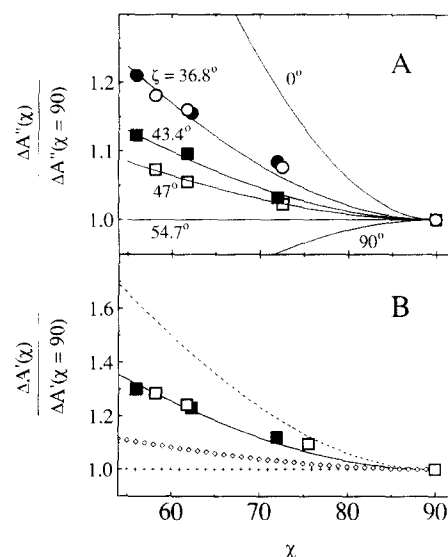 A
ΔA"(χ)
ΔA"(χ = 90)
1.2
1.1
1.0
ζ = 36.8°
0°
43.4°
47°
54.7°
90°
B
ΔA'(χ)
ΔA'(χ = 90)
1.6
1.4
1.2
1.0
60 70 80 90
χ